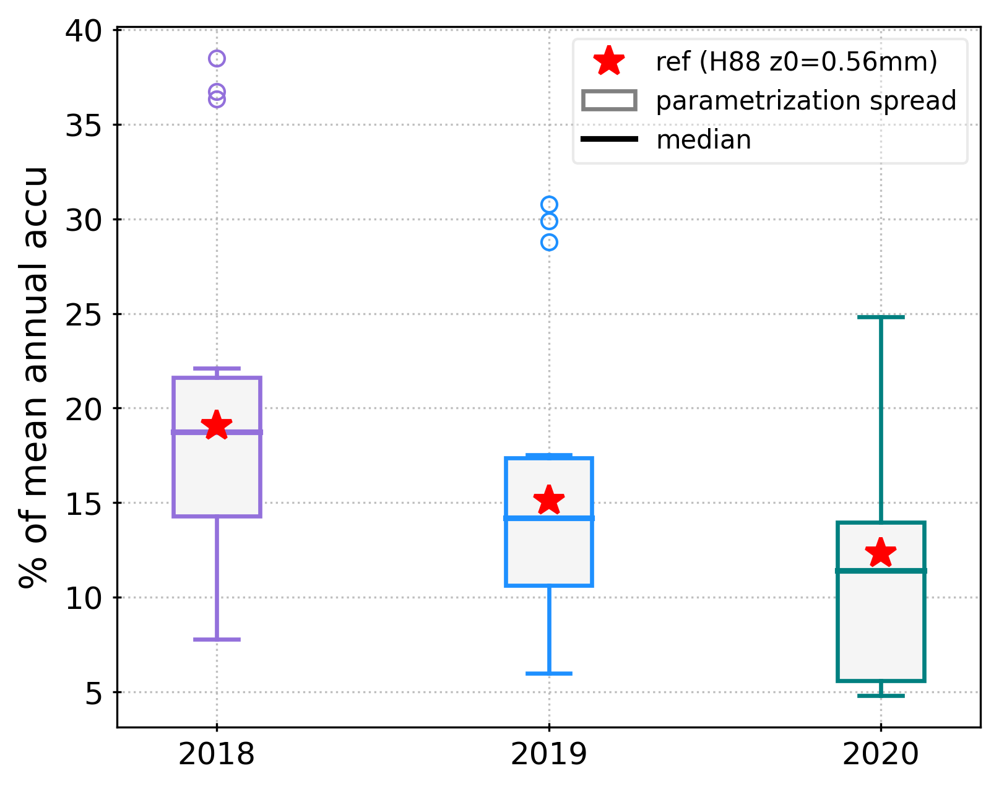 % of mean annual accu
40
35
30
25
20
15
10
5
ref (H88 z0=0.56mm)
parametrization spread
median
2018
2019
2020